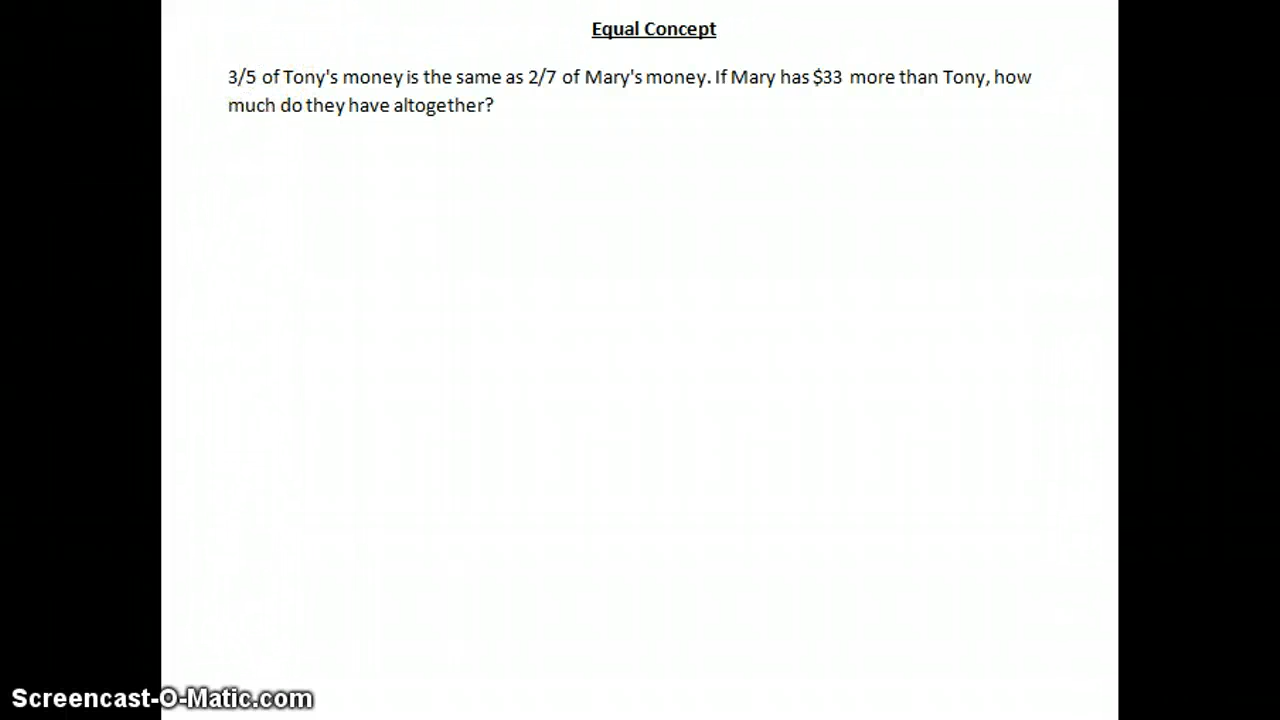 Equal Concept
3/5 of Tony's money is the same as 2/7 of Mary's money. If Mary has $33 more than Tony, how
much do they have altogether?
Screencast-O-Matic.com